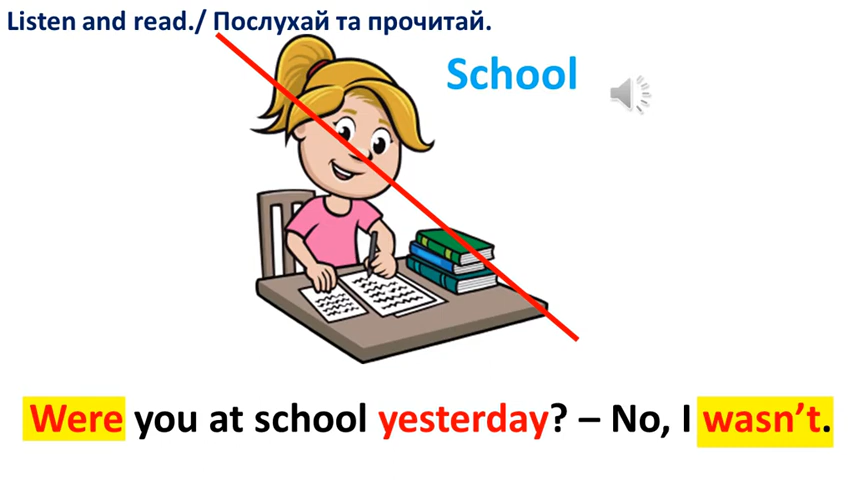 Listen and read./ Послухай та прочитай.
School
Were you at school yesterday? – No, I wasn’t.